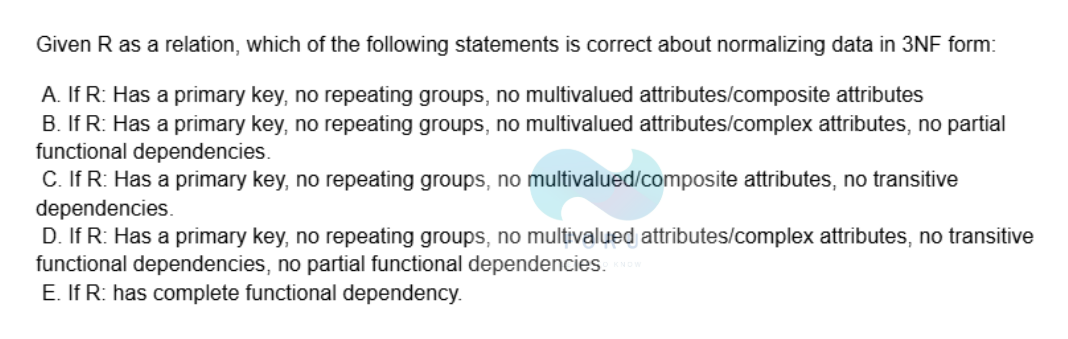 Given R as a relation, which of the following statements is correct about normalizing data in 3NF form:
A. If R: Has a primary key, no repeating groups, no multivalued attributes/composite attributes
B. If R: Has a primary key, no repeating groups, no multivalued attributes/complex attributes, no partial
functional dependencies.
C. If R: Has a primary key, no repeating groups, no multivalued/composite attributes, no transitive
dependencies.
D. If R: Has a primary key, no repeating groups, no multivalued attributes/complex attributes, no transitive
functional dependencies, no partial functional dependencies.
E. If R: has complete functional dependency.